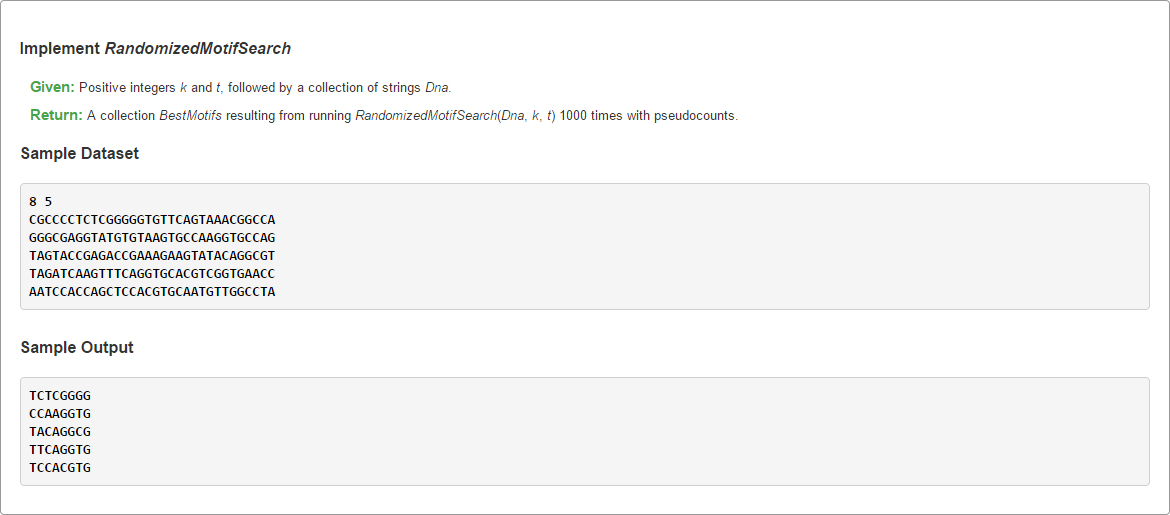 Implement RandomizedMotifSearch
Given: Positive integers k and t, followed by a collection of strings Dna.
Return: A collection BestMotifs resulting from running RandomizedMotifSearch(Dna, k, t) 1000 times with pseudocounts.
Sample Dataset
8 5
CGCCCCTCTCGGGGGTGTTCAGTAAACGGCCA
GGGCGAGGTATGTGTAAGTGCCAAGGTGCCAG
TAGTACCGAGACCGAAAGAAGTATACAGGCGT
TAGATCAAGTTTCAGGTGCACGTCGGTGAACC
AATCCACCAGCTCCACGTGCAATGTTGGCCTA
Sample Output
TCTCGGGG
CCAAGGTG
TACAGGCG
TTCAGGTG
TCCACGTG